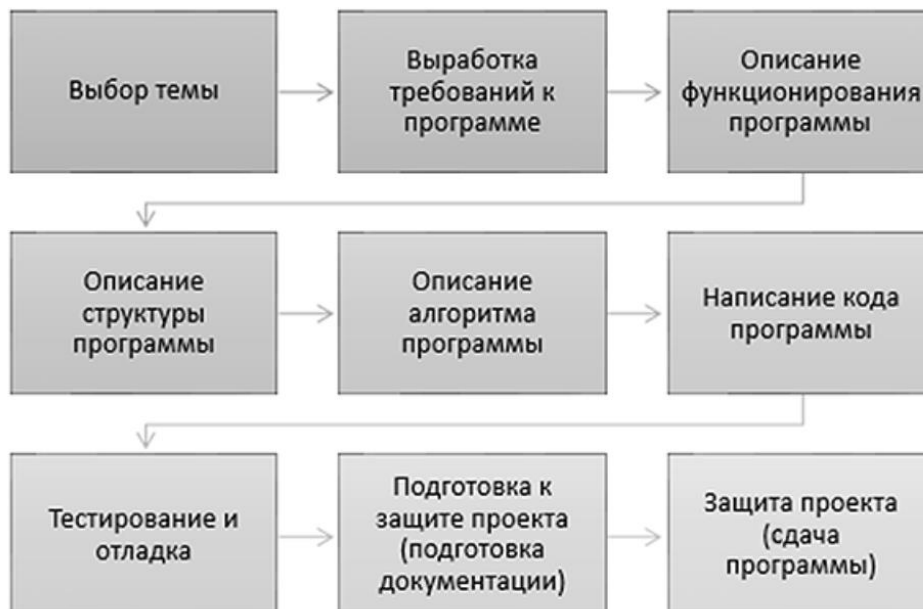 Выбор темы
Выработка
требований к
программе
Описание
функционирования
программы
Описание
структуры
программы
Описание
алгоритма
программы
Написание кода
программы
Тестирование и
отладка
Подготовка к
защите проекта
(подготовка
документации)
Защита проекта
(сдача
программы)